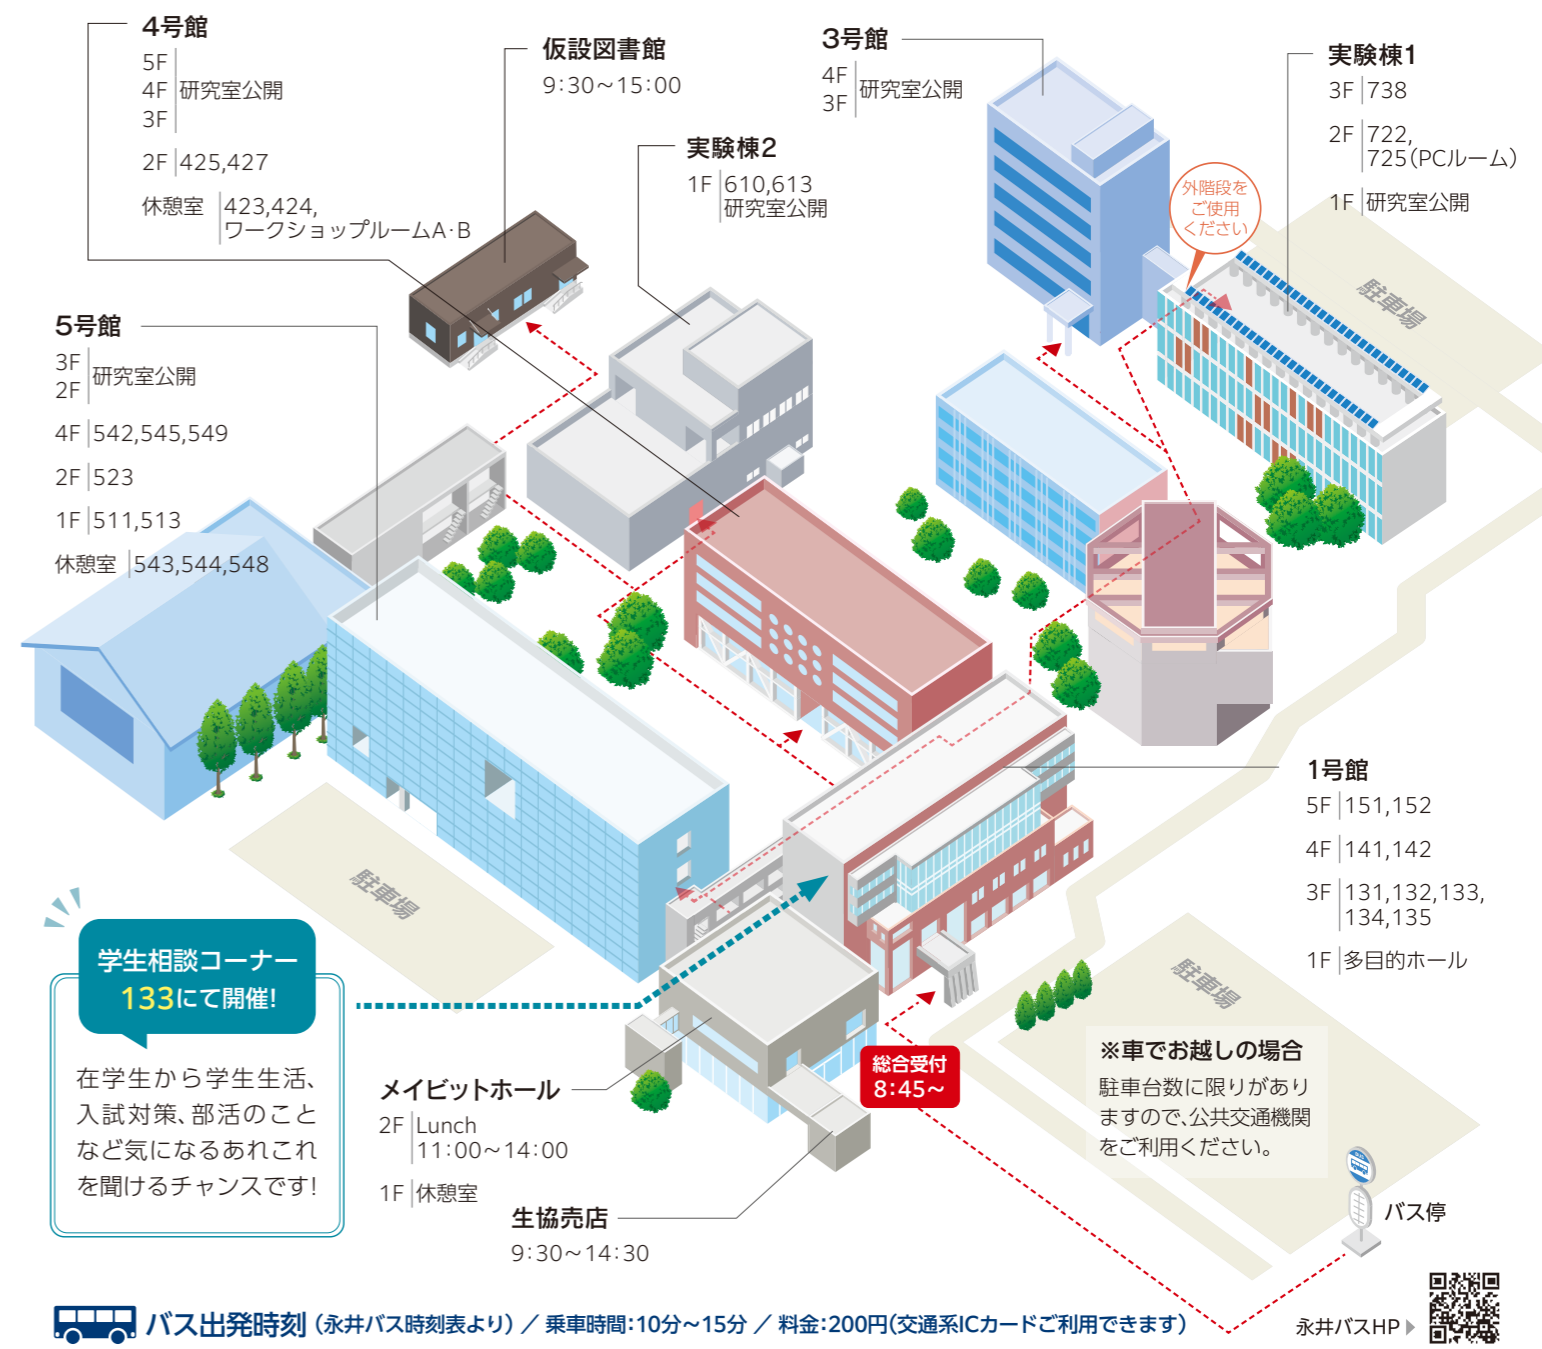 4号館
5F
4F
3F
研究室公開
2F 425,427
休憩室 423,424,
ワークショップルームA・B
仮設図書館
9:30〜15:00
3号館
4F
3F
研究室公開
実験棟1
3F 738
2F 722,
725(PCルーム)
1F 研究室公開
実験棟2
1F 610,613
研究室公開
外階段を
ご使用
ください
駐車場
5号館
3F
2F
研究室公開
4F 542,545,549
2F 523
1F 511,513
休憩室 543,544,548
1号館
5F 151,152
4F 141,142
3F 131,132,133,
134,135
1F 多目的ホール
駐車場
駐車場
学生相談コーナー
133にて開催!
在学生から学生生活、
入試対策、部活のこと
など気になるあれこれ
を聞けるチャンスです!
メイビットホール
2F Lunch
11:00〜14:00
1F 休憩室
生協売店
9:30〜14:30
総合受付
8:45〜
※車でお越しの場合
駐車台数に限りがあり
ますので、公共交通機関
をご利用ください。
バス停
バス出発時刻(永井バス時刻表より)/ 乗車時間:10分〜15分 / 料金:200円(交通系ICカードご利用できます)
永井バスHP